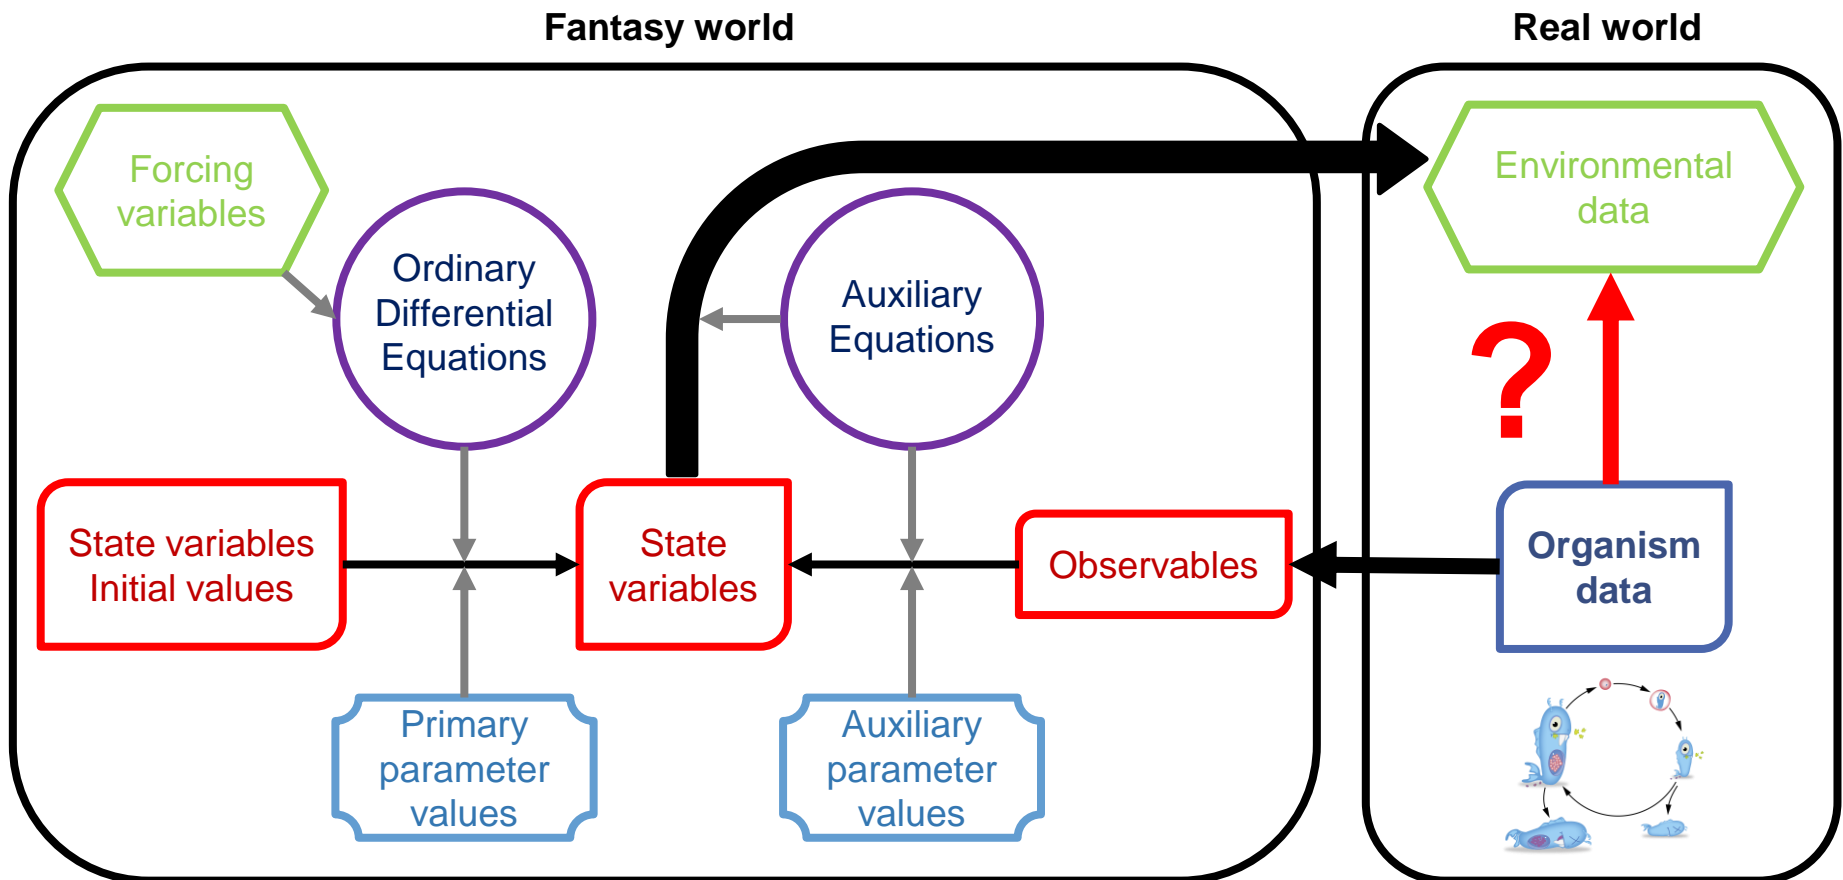 Fantasy world
Real world
Forcing
variables
Ordinary
Differential
Equations
Auxiliary
Equations
Environmental
data
?
State variables
Initial values
State
variables
Observables
Organism
data
Primary
parameter
values
Auxiliary
parameter
values